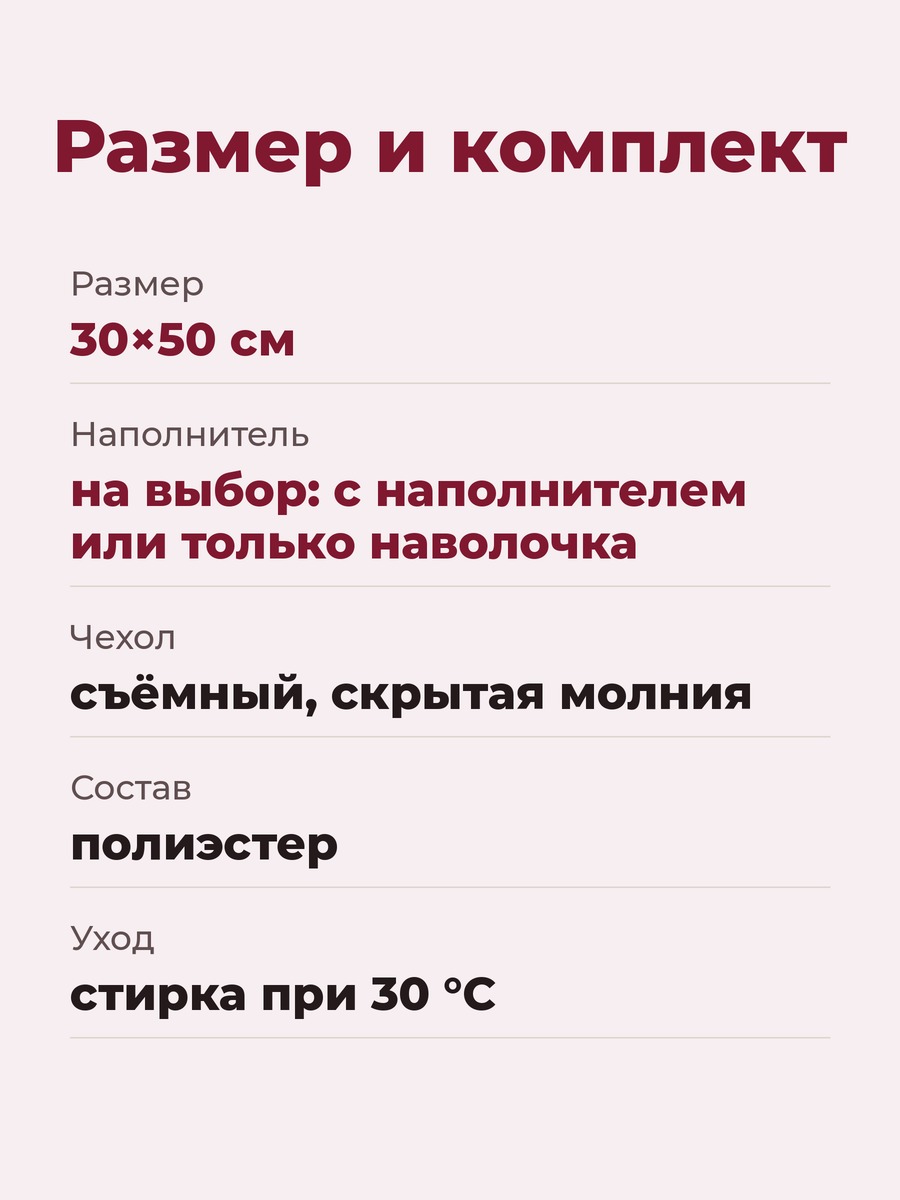 Размер и комплект
Размер
30×50 см
Наполнитель
на выбор: с наполнителем
или только наволочка
Чехол
съёмный, скрытая молния
Состав
полиэстер
Уход
стирка при 30 °C